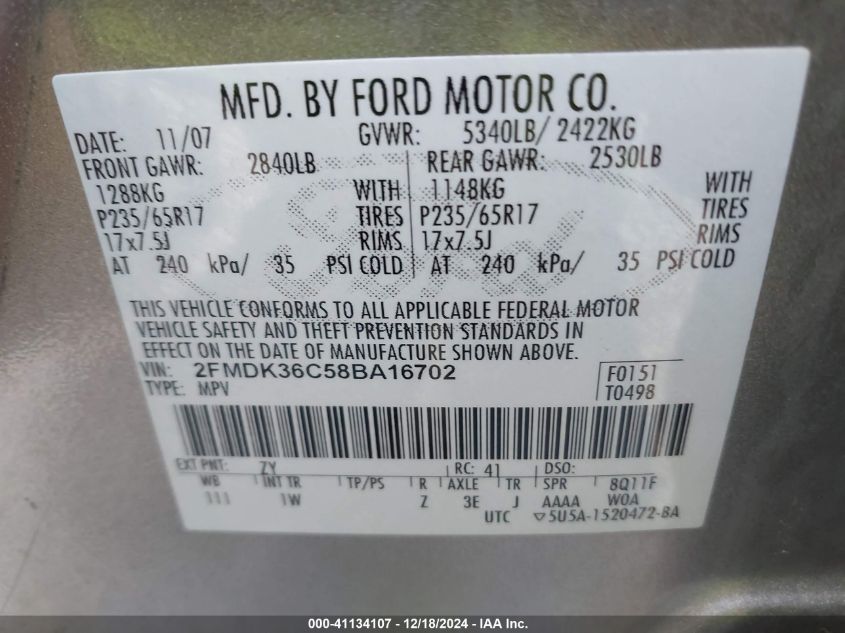 MFD. BY FORD MOTOR CO.
DATE: 11/07 GVWR: 5340LB/ 2422KG
FRONT GAWR: 2840LB REAR GAWR: 2530LB
1288KG WITH 1148KG WITH
P235/65R17 TIRES P235/65R17 TIRES
17x7.5J RIMS 17x7.5J RIMS
AT 240 kPa/ 35 PSI COLD AT 240 kPa/ 35 PSI COLD
THIS VEHICLE CONFORMS TO ALL APPLICABLE FEDERAL MOTOR
VEHICLE SAFETY AND THEFT PREVENTION STANDARDS IN
EFFECT ON THE DATE OF MANUFACTURE SHOWN ABOVE.
VIN: 2FMDK36C58BA16702 F0151
TYPE: MPV T0498
EXT PNT: ZY RC: 41 DSO:
WB INT TR TP/PS R AXLE TR SPR 8Q11F
111 1W Z 3E J AAAA W0A
UTC ▽5U5A-1520472-BA
000-41134107 - 12/18/2024 - IAA Inc.